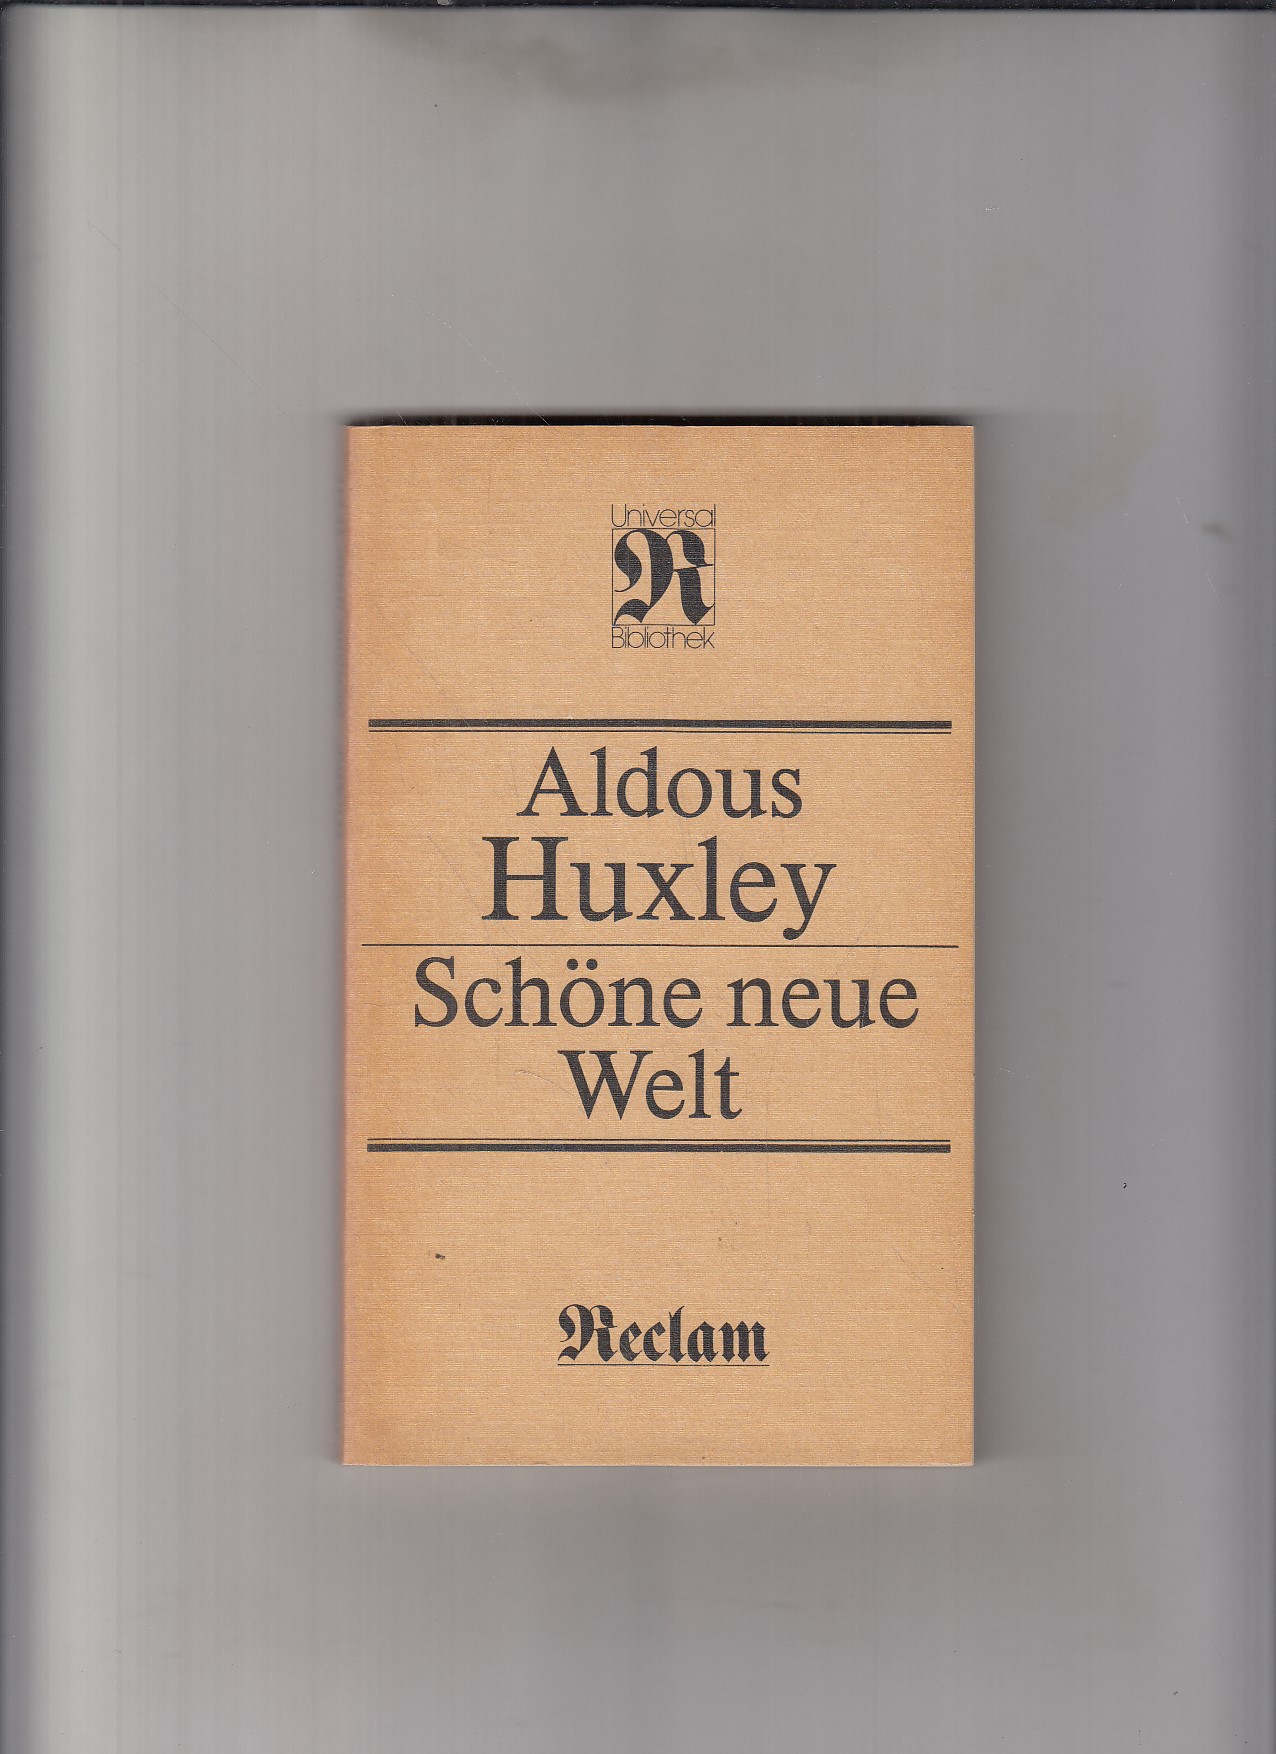 Universal
R
Bibliothek
Aldous
Huxley
Schöne neue
Welt
Reclam